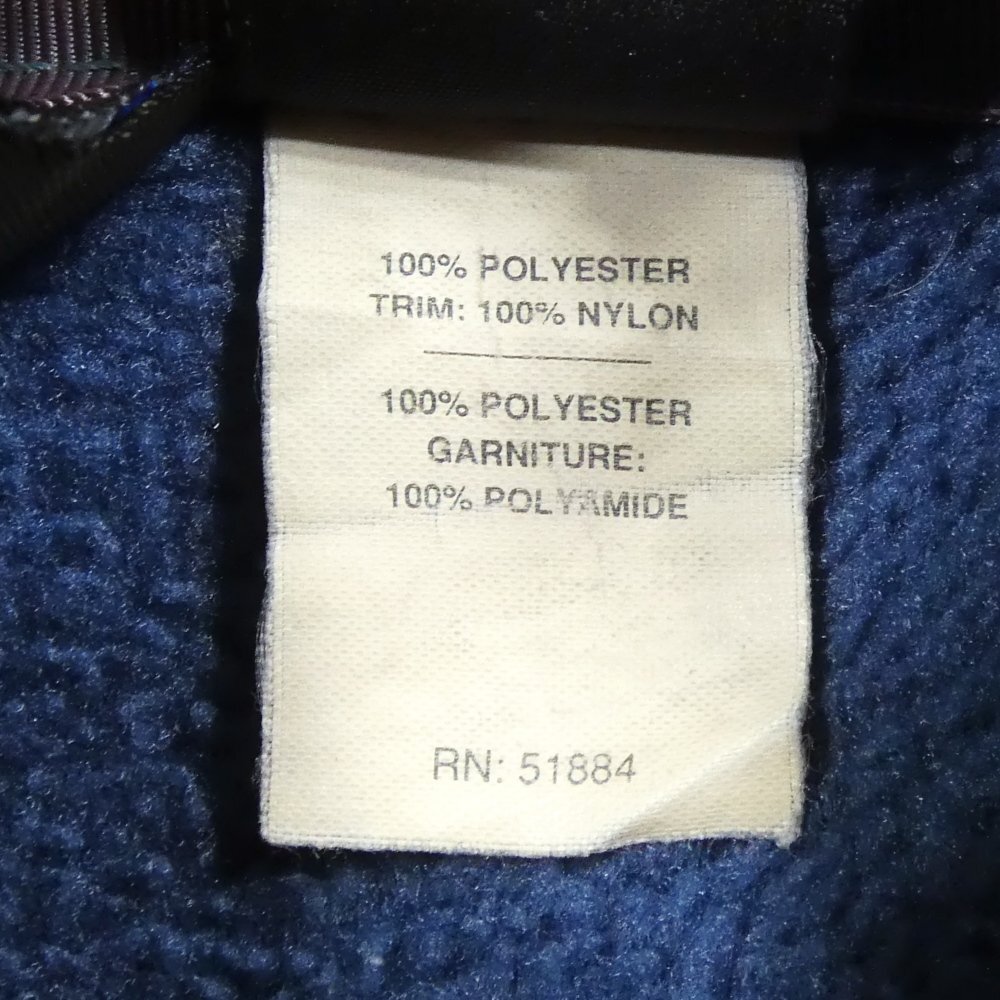 100% POLYESTER
TRIM: 100% NYLON
100% POLYESTER
GARNITURE:
100% POLYAMIDE
RN: 51884